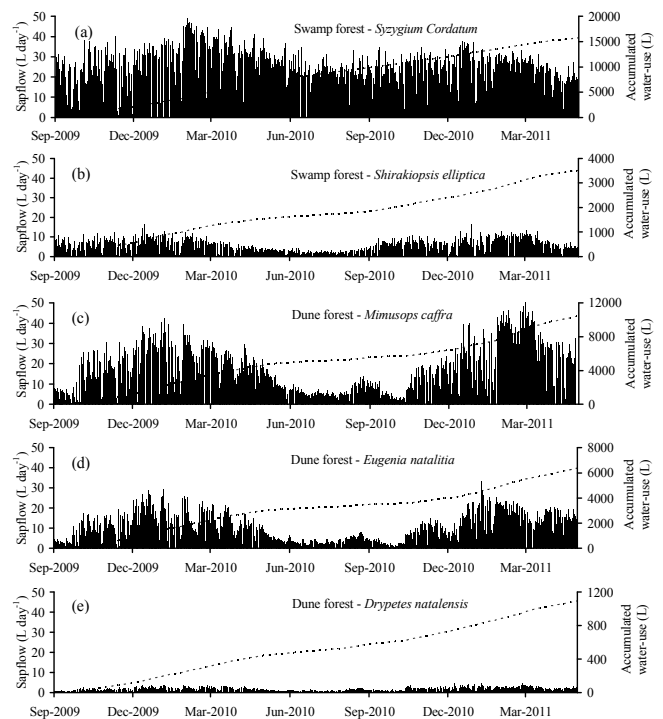 (a)
Swamp forest - Syzygium Cordatum
Sapflow (L day-1)
50
40
30
20
10
0
20000
15000
10000
5000
0
Accumulated
water-use (L)
Sep-2009 Dec-2009 Mar-2010 Jun-2010 Sep-2010 Dec-2010 Mar-2011
(b)
Swamp forest - Shirakiopsis elliptica
Sapflow (L day-1)
50
40
30
20
10
0
4000
3000
2000
1000
0
Accumulated
water-use (L)
Sep-2009 Dec-2009 Mar-2010 Jun-2010 Sep-2010 Dec-2010 Mar-2011
(c)
Dune forest - Mimusops caffra
Sapflow (L day-1)
50
40
30
20
10
0
12000
8000
4000
0
Accumulated
water-use (L)
Sep-2009 Dec-2009 Mar-2010 Jun-2010 Sep-2010 Dec-2010 Mar-2011
(d)
Dune forest - Eugenia natalitia
Sapflow (L day-1)
50
40
30
20
10
0
8000
6000
4000
2000
0
Accumulated
water-use (L)
Sep-2009 Dec-2009 Mar-2010 Jun-2010 Sep-2010 Dec-2010 Mar-2011
(e)
Dune forest - Drypetes natalensis
Sapflow (L day-1)
50
40
30
20
10
0
1200
800
400
0
Accumulated
water-use (L)
Sep-2009 Dec-2009 Mar-2010 Jun-2010 Sep-2010 Dec-2010 Mar-2011